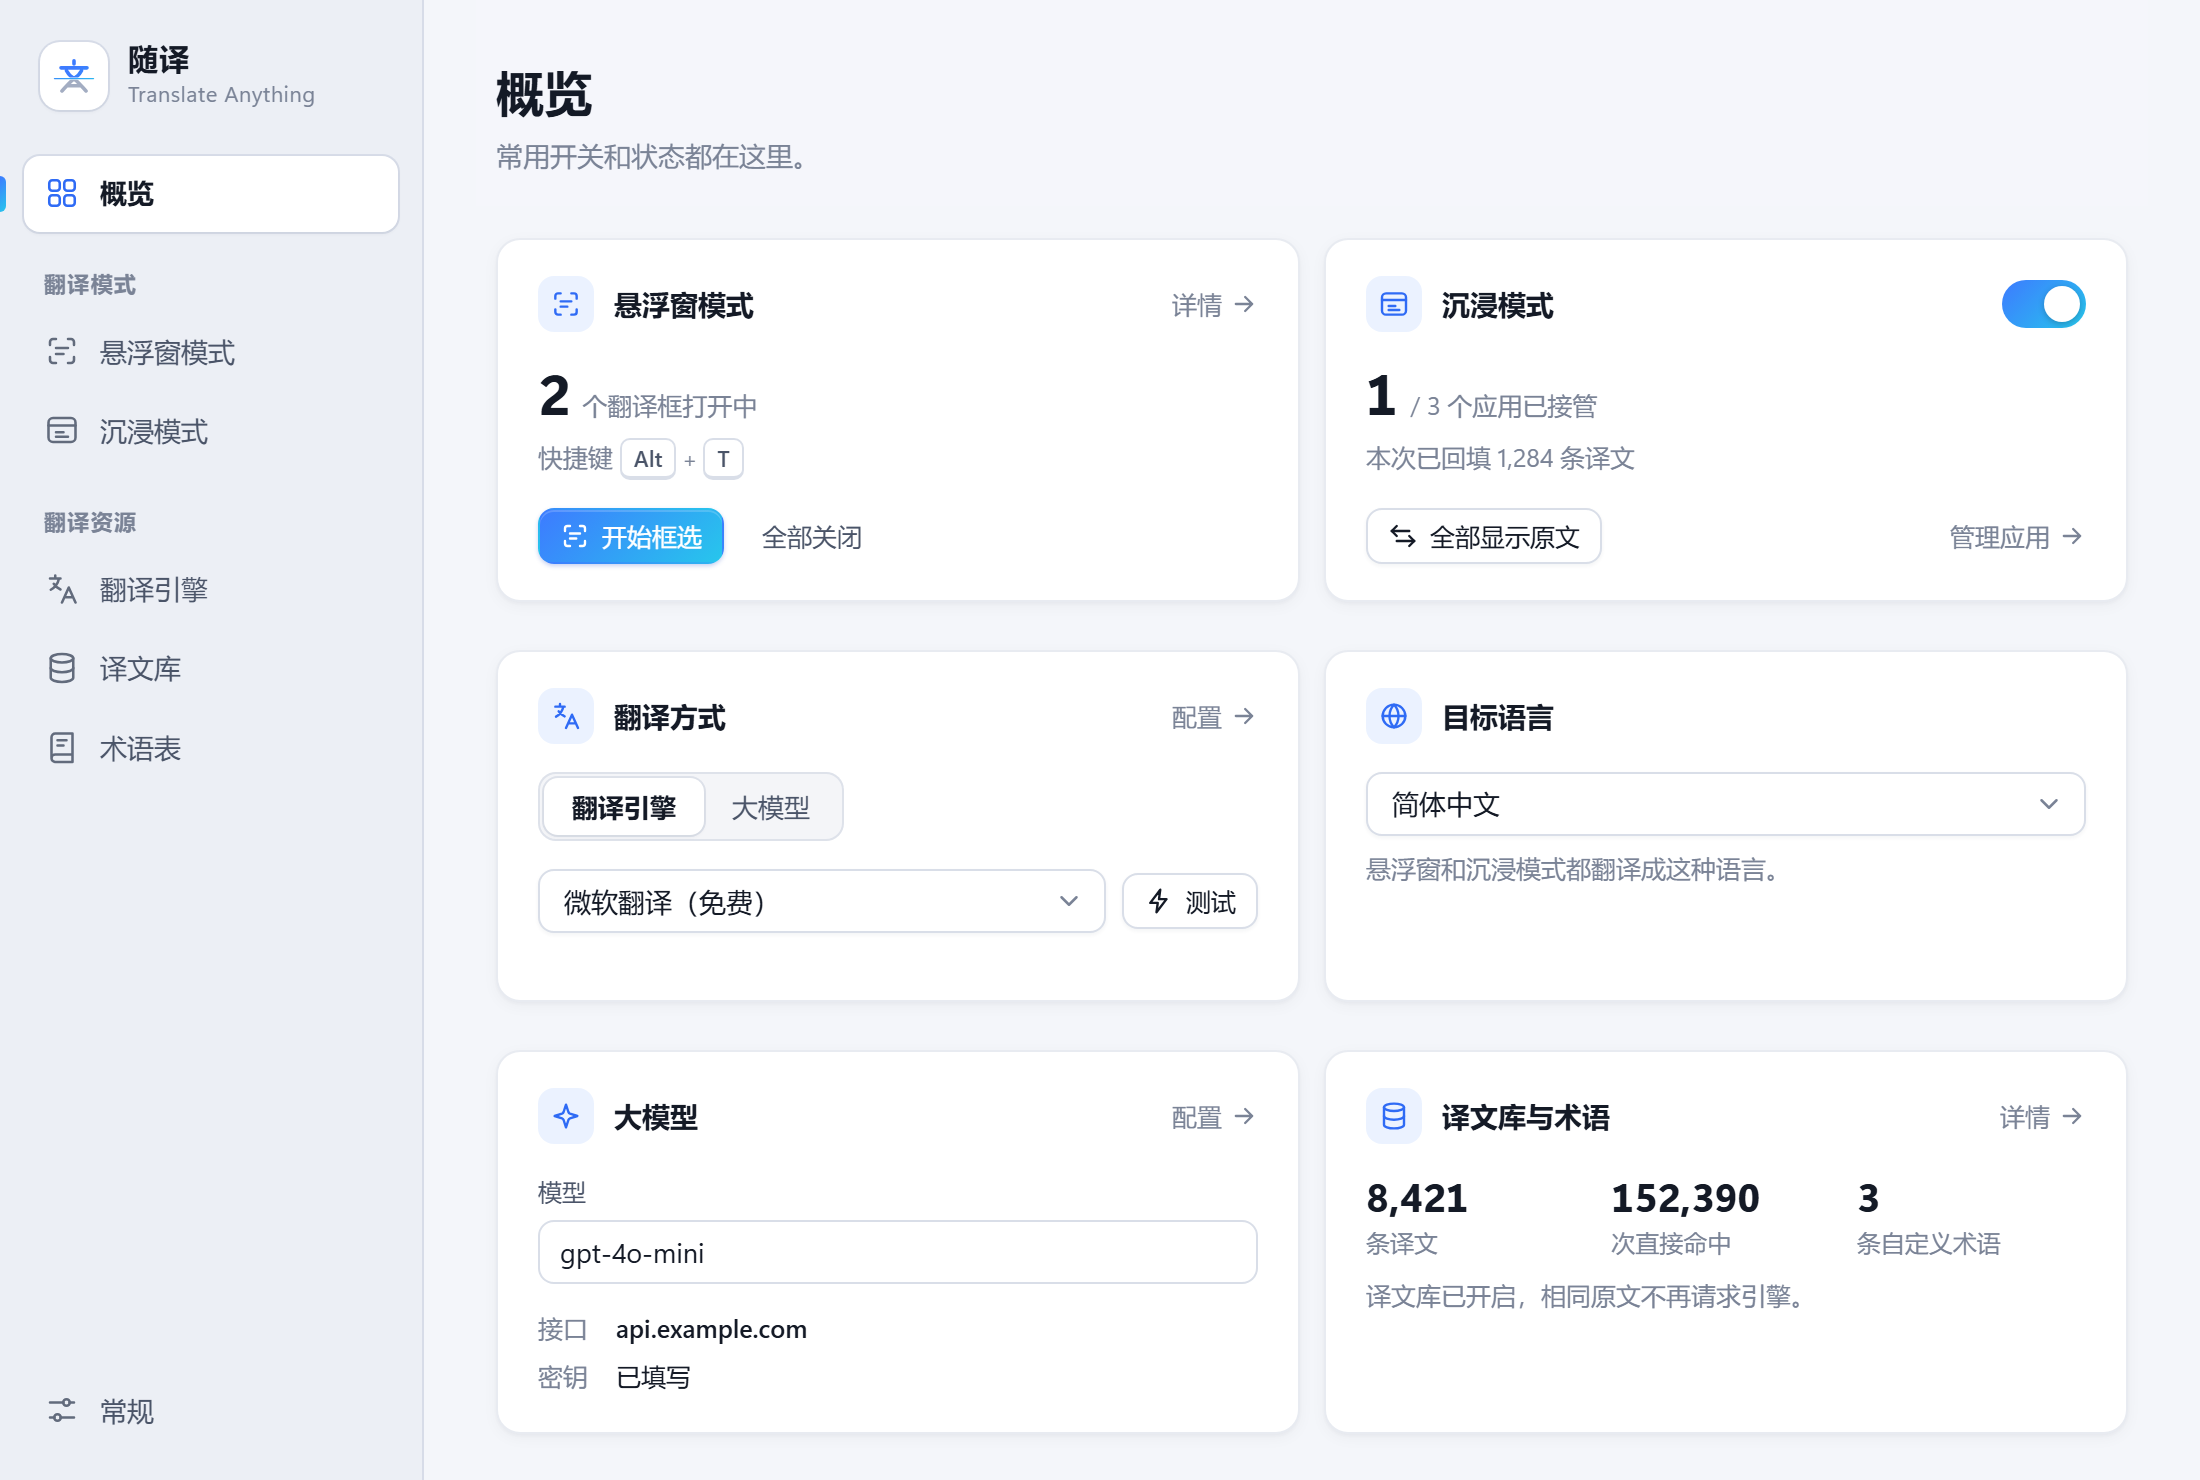 随译
Translate Anything
概览
翻译模式
悬浮窗模式
沉浸模式
翻译资源
翻译引擎
译文库
术语表
常规
概览
常用开关和状态都在这里。
悬浮窗模式
详情
2 个翻译框打开中
快捷键 Alt + T
开始框选
全部关闭
沉浸模式
1 / 3 个应用已接管
本次已回填 1,284 条译文
全部显示原文
管理应用
翻译方式
配置
翻译引擎
大模型
微软翻译（免费）
测试
目标语言
简体中文
悬浮窗和沉浸模式都翻译成这种语言。
大模型
配置
模型
gpt-4o-mini
接口 api.example.com
密钥 已填写
译文库与术语
详情
8,421
条译文
152,390
次直接命中
3
条自定义术语
译文库已开启，相同原文不再请求引擎。